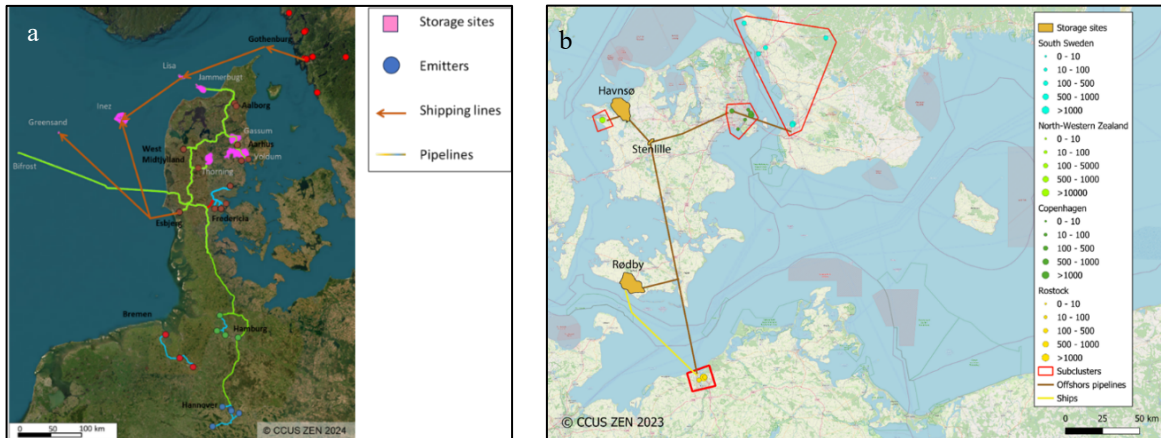 a
Gothenburg
Lisa
Jammerbugt
Inez
Aalborg
Greensand
Gassum
West
Midtjylland
Aarhus
Voldum
Bifrost
Thorning
Esbjerg
Fredericia
Bremen
Hamburg
Hannover
0 50 100 km
© CCUS ZEN 2024
Storage sites
Emitters
Shipping lines
Pipelines
b
Havnsø
Stenlille
Rødby
© CCUS ZEN 2023
Storage sites
South Sweden
0 - 10
10 - 100
100 - 500
500 - 1000
>1000
North-Western Zealand
0 - 10
10 - 100
100 - 5000
500 - 1000
>10000
Copenhagen
0 - 10
10 - 100
100 - 500
500 - 1000
>1000
Rostock
0 - 10
10 - 100
100 - 500
500 - 1000
>1000
Subclusters
Offshors pipelines
Ships
0 25 50 km